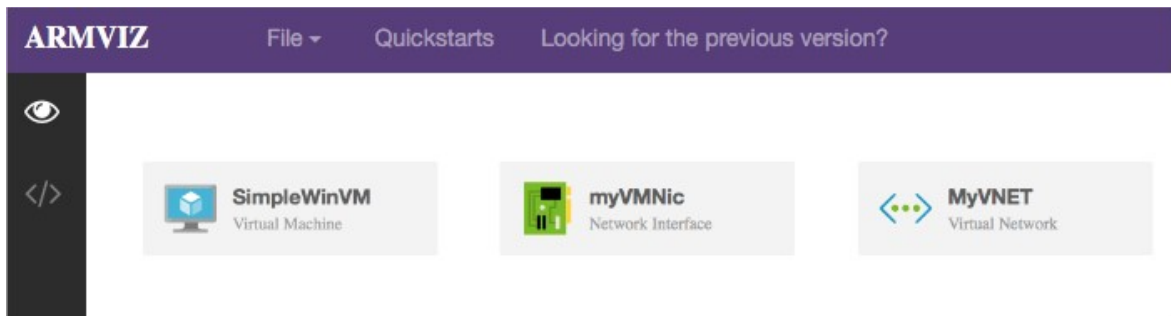 ARMVIZ File Quickstarts Looking for the previous version?
</>
SimpleWinVM
Virtual Machine
myVMNic
Network Interface
MyVNET
Virtual Network